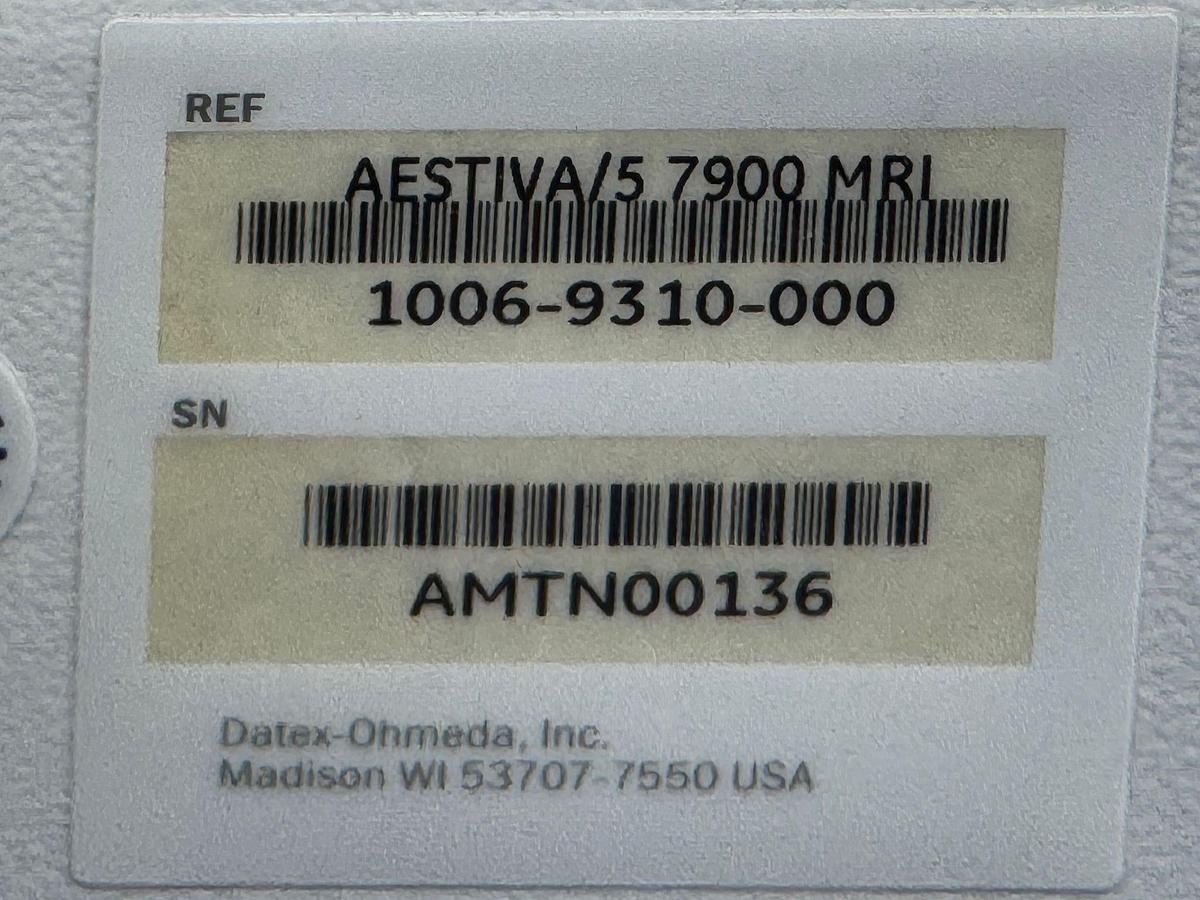 REF
AESTIVA/5 7900 MRI
1006-9310-000
SN
AMTN00136
Datex-Ohmeda, Inc.
Madison WI 53707-7550 USA